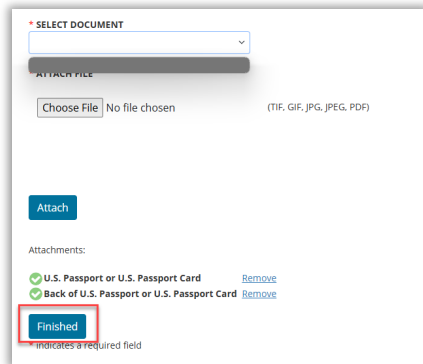 * SELECT DOCUMENT
* ATTACH FILE
Choose File No file chosen (TIF, GIF, JPG, JPEG, PDF)
Attach
Attachments:
U.S. Passport or U.S. Passport Card Remove
Back of U.S. Passport or U.S. Passport Card Remove
Finished
* indicates a required field